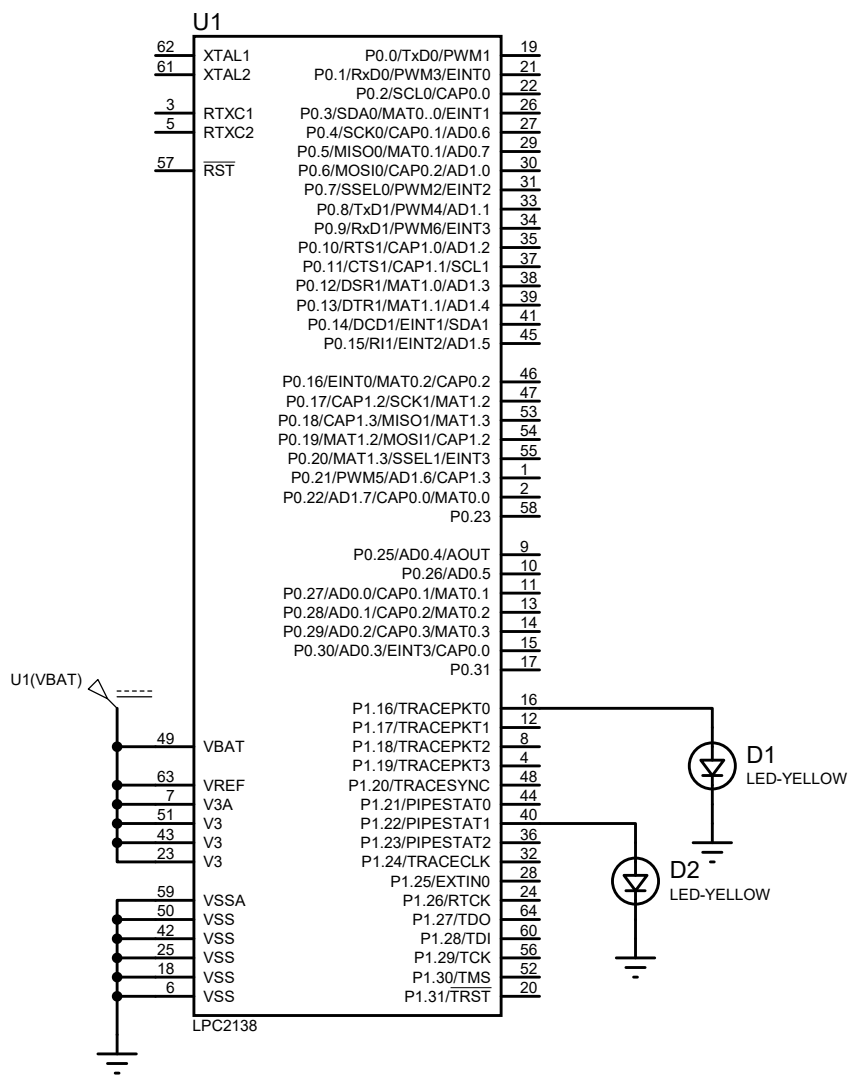 U1
62 XTAL1 P0.0/TxD0/PWM1 19
61 XTAL2 P0.1/RxD0/PWM3/EINT0 21
P0.2/SCL0/CAP0.0 22
3 RTXC1 P0.3/SDA0/MAT0..0/EINT1 26
5 RTXC2 P0.4/SCK0/CAP0.1/AD0.6 27
P0.5/MISO0/MAT0.1/AD0.7 29
57 RST P0.6/MOSI0/CAP0.2/AD1.0 30
P0.7/SSEL0/PWM2/EINT2 31
P0.8/TxD1/PWM4/AD1.1 33
P0.9/RxD1/PWM6/EINT3 34
P0.10/RTS1/CAP1.0/AD1.2 35
P0.11/CTS1/CAP1.1/SCL1 37
P0.12/DSR1/MAT1.0/AD1.3 38
P0.13/DTR1/MAT1.1/AD1.4 39
P0.14/DCD1/EINT1/SDA1 41
P0.15/RI1/EINT2/AD1.5 45
P0.16/EINT0/MAT0.2/CAP0.2 46
P0.17/CAP1.2/SCK1/MAT1.2 47
P0.18/CAP1.3/MISO1/MAT1.3 53
P0.19/MAT1.2/MOSI1/CAP1.2 54
P0.20/MAT1.3/SSEL1/EINT3 55
P0.21/PWM5/AD1.6/CAP1.3 1
P0.22/AD1.7/CAP0.0/MAT0.0 2
P0.23 58
P0.25/AD0.4/AOUT 9
P0.26/AD0.5 10
P0.27/AD0.0/CAP0.1/MAT0.1 11
P0.28/AD0.1/CAP0.2/MAT0.2 13
P0.29/AD0.2/CAP0.3/MAT0.3 14
P0.30/AD0.3/EINT3/CAP0.0 15
P0.31 17
U1(VBAT)
P1.16/TRACEPKT0 16
P1.17/TRACEPKT1 12
49 VBAT P1.18/TRACEPKT2 8
P1.19/TRACEPKT3 4
D1
LED-YELLOW
63 VREF P1.20/TRACESYNC 48
7 V3A P1.21/PIPESTAT0 44
51 V3 P1.22/PIPESTAT1 40
43 V3 P1.23/PIPESTAT2 36
23 V3 P1.24/TRACECLK 32
P1.25/EXTIN0 28
D2
LED-YELLOW
59 VSSA P1.26/RTCK 24
50 VSS P1.27/TDO 64
42 VSS P1.28/TDI 60
25 VSS P1.29/TCK 56
18 VSS P1.30/TMS 52
6 VSS P1.31/TRST 20
LPC2138